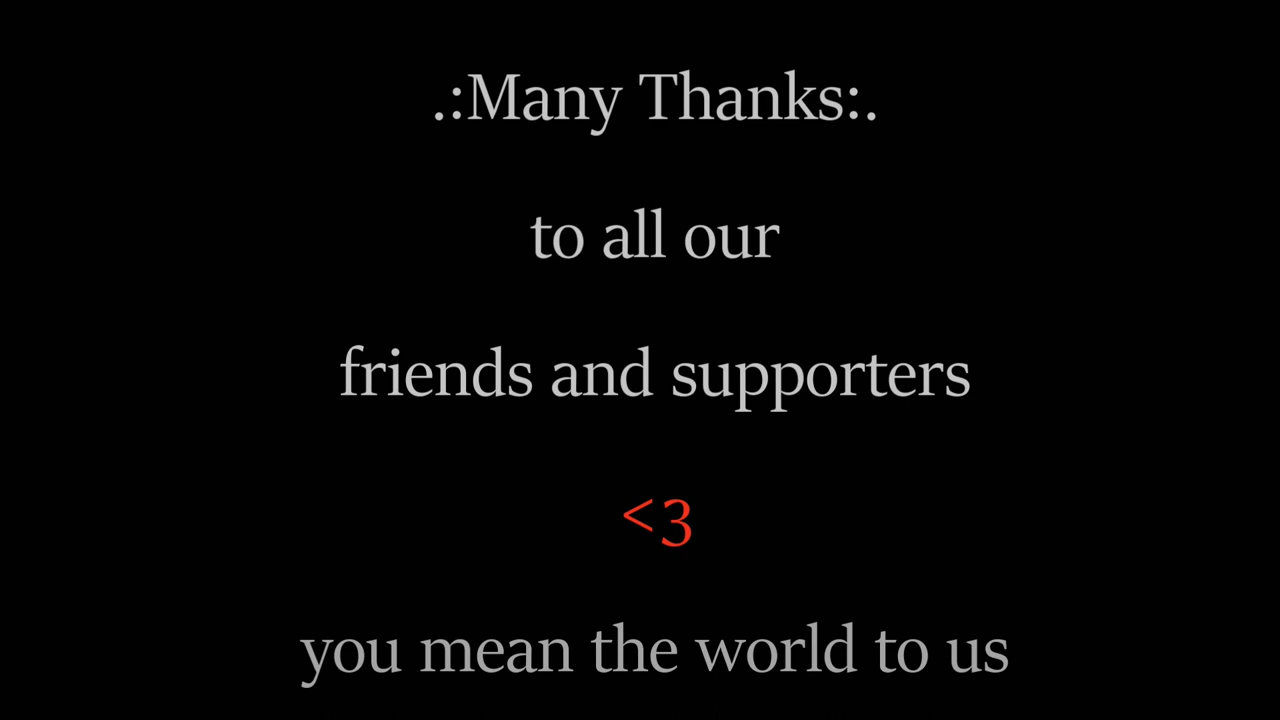 .:Many Thanks:.
to all our
friends and supporters
<3
you mean the world to us